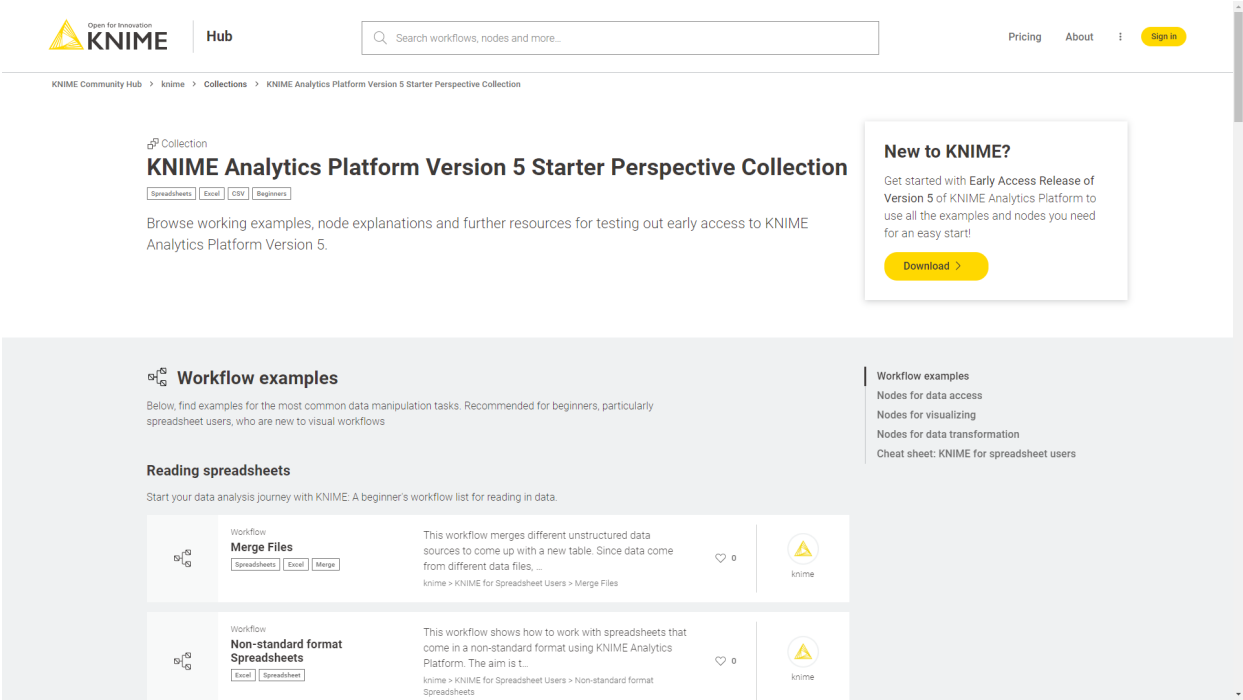 Open for Innovation
KNIME
Hub
Search workflows, nodes and more...
Pricing
About
Sign in
KNIME Community Hub > knime > Collections > KNIME Analytics Platform Version 5 Starter Perspective Collection
Collection
KNIME Analytics Platform Version 5 Starter Perspective Collection
Spreadsheets Excel CSV Beginners
Browse working examples, node explanations and further resources for testing out early access to KNIME
Analytics Platform Version 5.
New to KNIME?
Get started with Early Access Release of
Version 5 of KNIME Analytics Platform to
use all the examples and nodes you need
for an easy start!
Download >
Workflow examples
Below, find examples for the most common data manipulation tasks. Recommended for beginners, particularly
spreadsheet users, who are new to visual workflows
Workflow examples
Nodes for data access
Nodes for visualizing
Nodes for data transformation
Cheat sheet: KNIME for spreadsheet users
Reading spreadsheets
Start your data analysis journey with KNIME: A beginner's workflow list for reading in data.
Workflow
Merge Files
Spreadsheets Excel Merge
This workflow merges different unstructured data
sources to come up with a new table. Since data come
from different data files, ...
knime > KNIME for Spreadsheet Users > Merge Files
0
knime
Workflow
Non-standard format
Spreadsheets
Excel Spreadsheet
This workflow shows how to work with spreadsheets that
come in a non-standard format using KNIME Analytics
Platform. The aim is t...
knime > KNIME for Spreadsheet Users > Non-standard format
Spreadsheets
0
knime